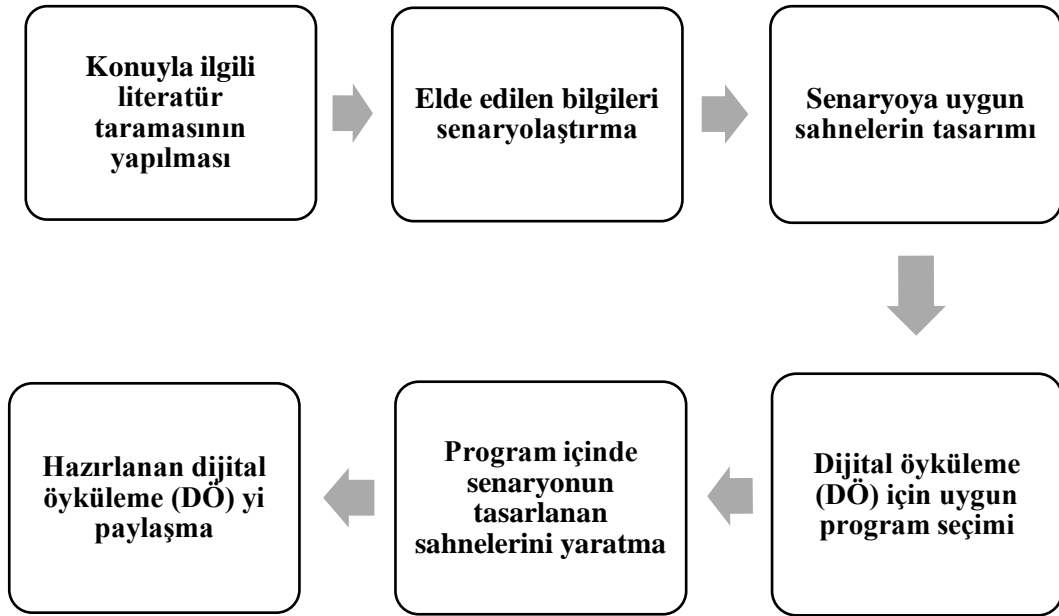 Konuyla ilgili
literatür
taramasının
yapılması
Elde edilen bilgileri
senaryolaştırma
Senaryoya uygun
sahnelerin tasarımı
Dijital öyküleme
(DÖ) için uygun
program seçimi
Program içinde
senaryonun
tasarlanan
sahnelerini yaratma
Hazırlanan dijital
öyküleme (DÖ) yi
paylaşma